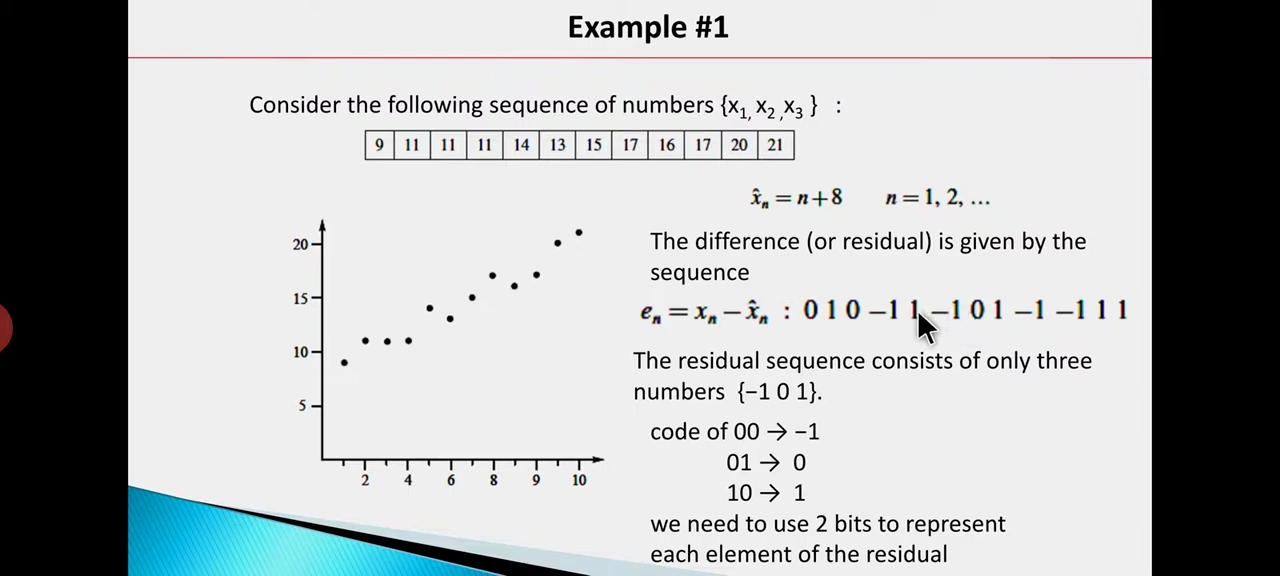 Example #1
Consider the following sequence of numbers {x₁, x₂ ,x₃ } :
9 11 11 11 14 13 15 17 16 17 20 21
x̂ₙ = n+8 n = 1, 2, ...
The difference (or residual) is given by the
sequence
eₙ = xₙ − x̂ₙ : 0 1 0 −1 1 −1 0 1 −1 −1 1 1
The residual sequence consists of only three
numbers {−1 0 1}.
code of 00 → −1
01 → 0
10 → 1
we need to use 2 bits to represent
each element of the residual
20
15
10
5
2 4 6 8 9 10